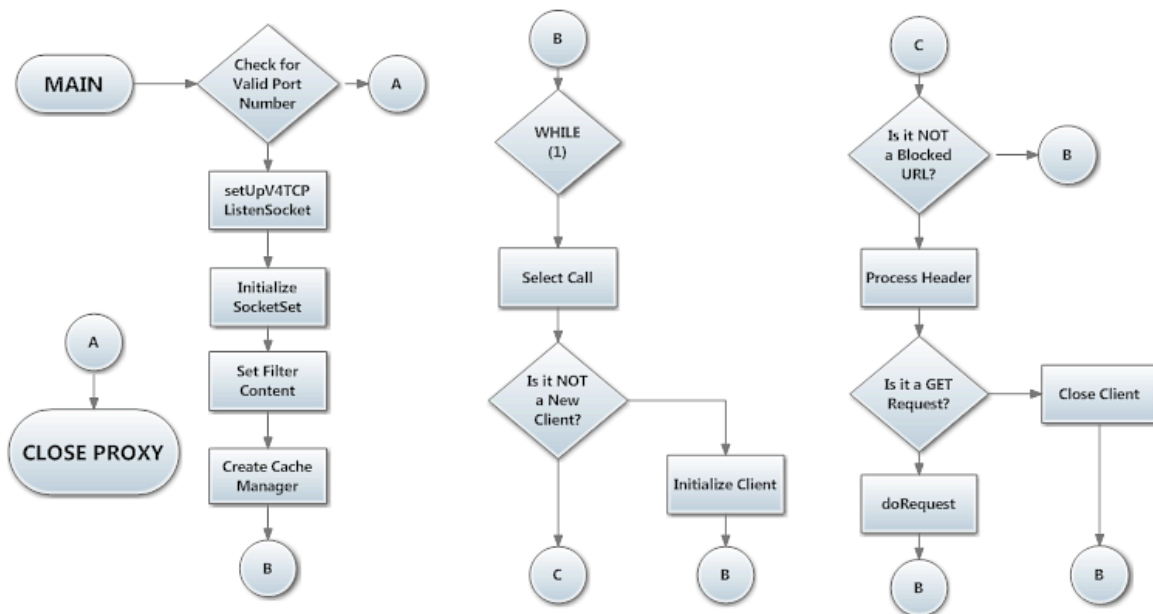 MAIN
Check for
Valid Port
Number
A
setUpV4TCP
ListenSocket
Initialize
SocketSet
Set Filter
Content
Create Cache
Manager
B
A
CLOSE PROXY
B
WHILE
(1)
Select Call
Is it NOT
a New
Client?
Initialize Client
C
B
C
Is it NOT
a Blocked
URL?
B
Process Header
Is it a GET
Request?
Close Client
doRequest
B
B